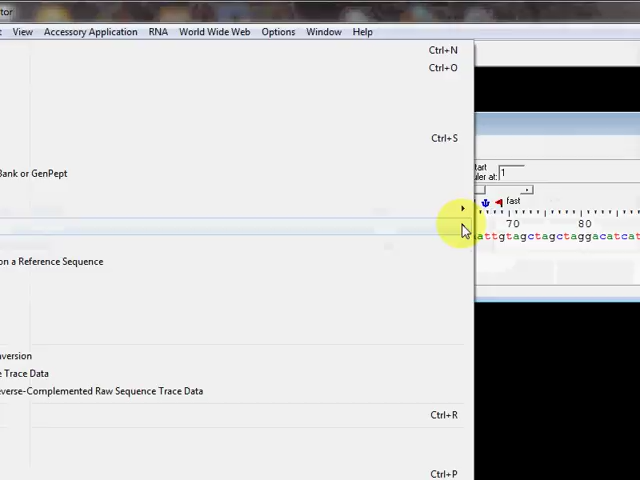 tor
t View Accessory Application RNA World Wide Web Options Window Help
Ctrl+N
Ctrl+O
Ctrl+S
Bank or GenPept
tart
uler at: 1
fast
70 80
attgtagctagctaggacatcat
on a Reference Sequence
nversion
e Trace Data
everse-Complemented Raw Sequence Trace Data
Ctrl+R
Ctrl+P